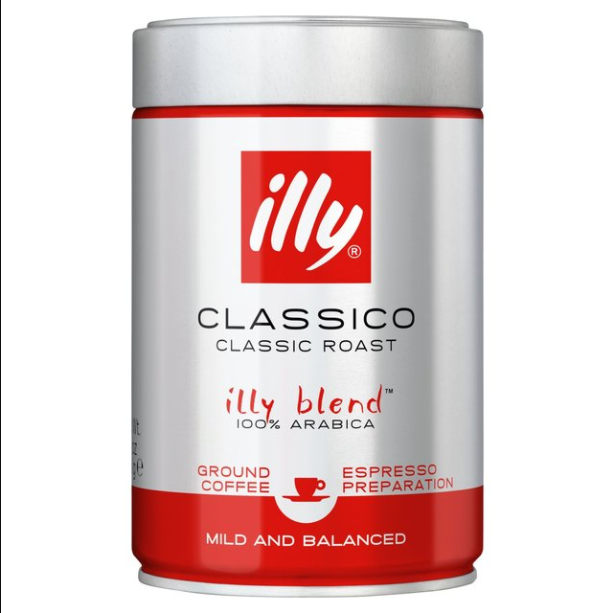 illy®
CLASSICO
CLASSIC ROAST
illy blend™
100% ARABICA
GROUND
COFFEE
ESPRESSO
PREPARATION
MILD AND BALANCED